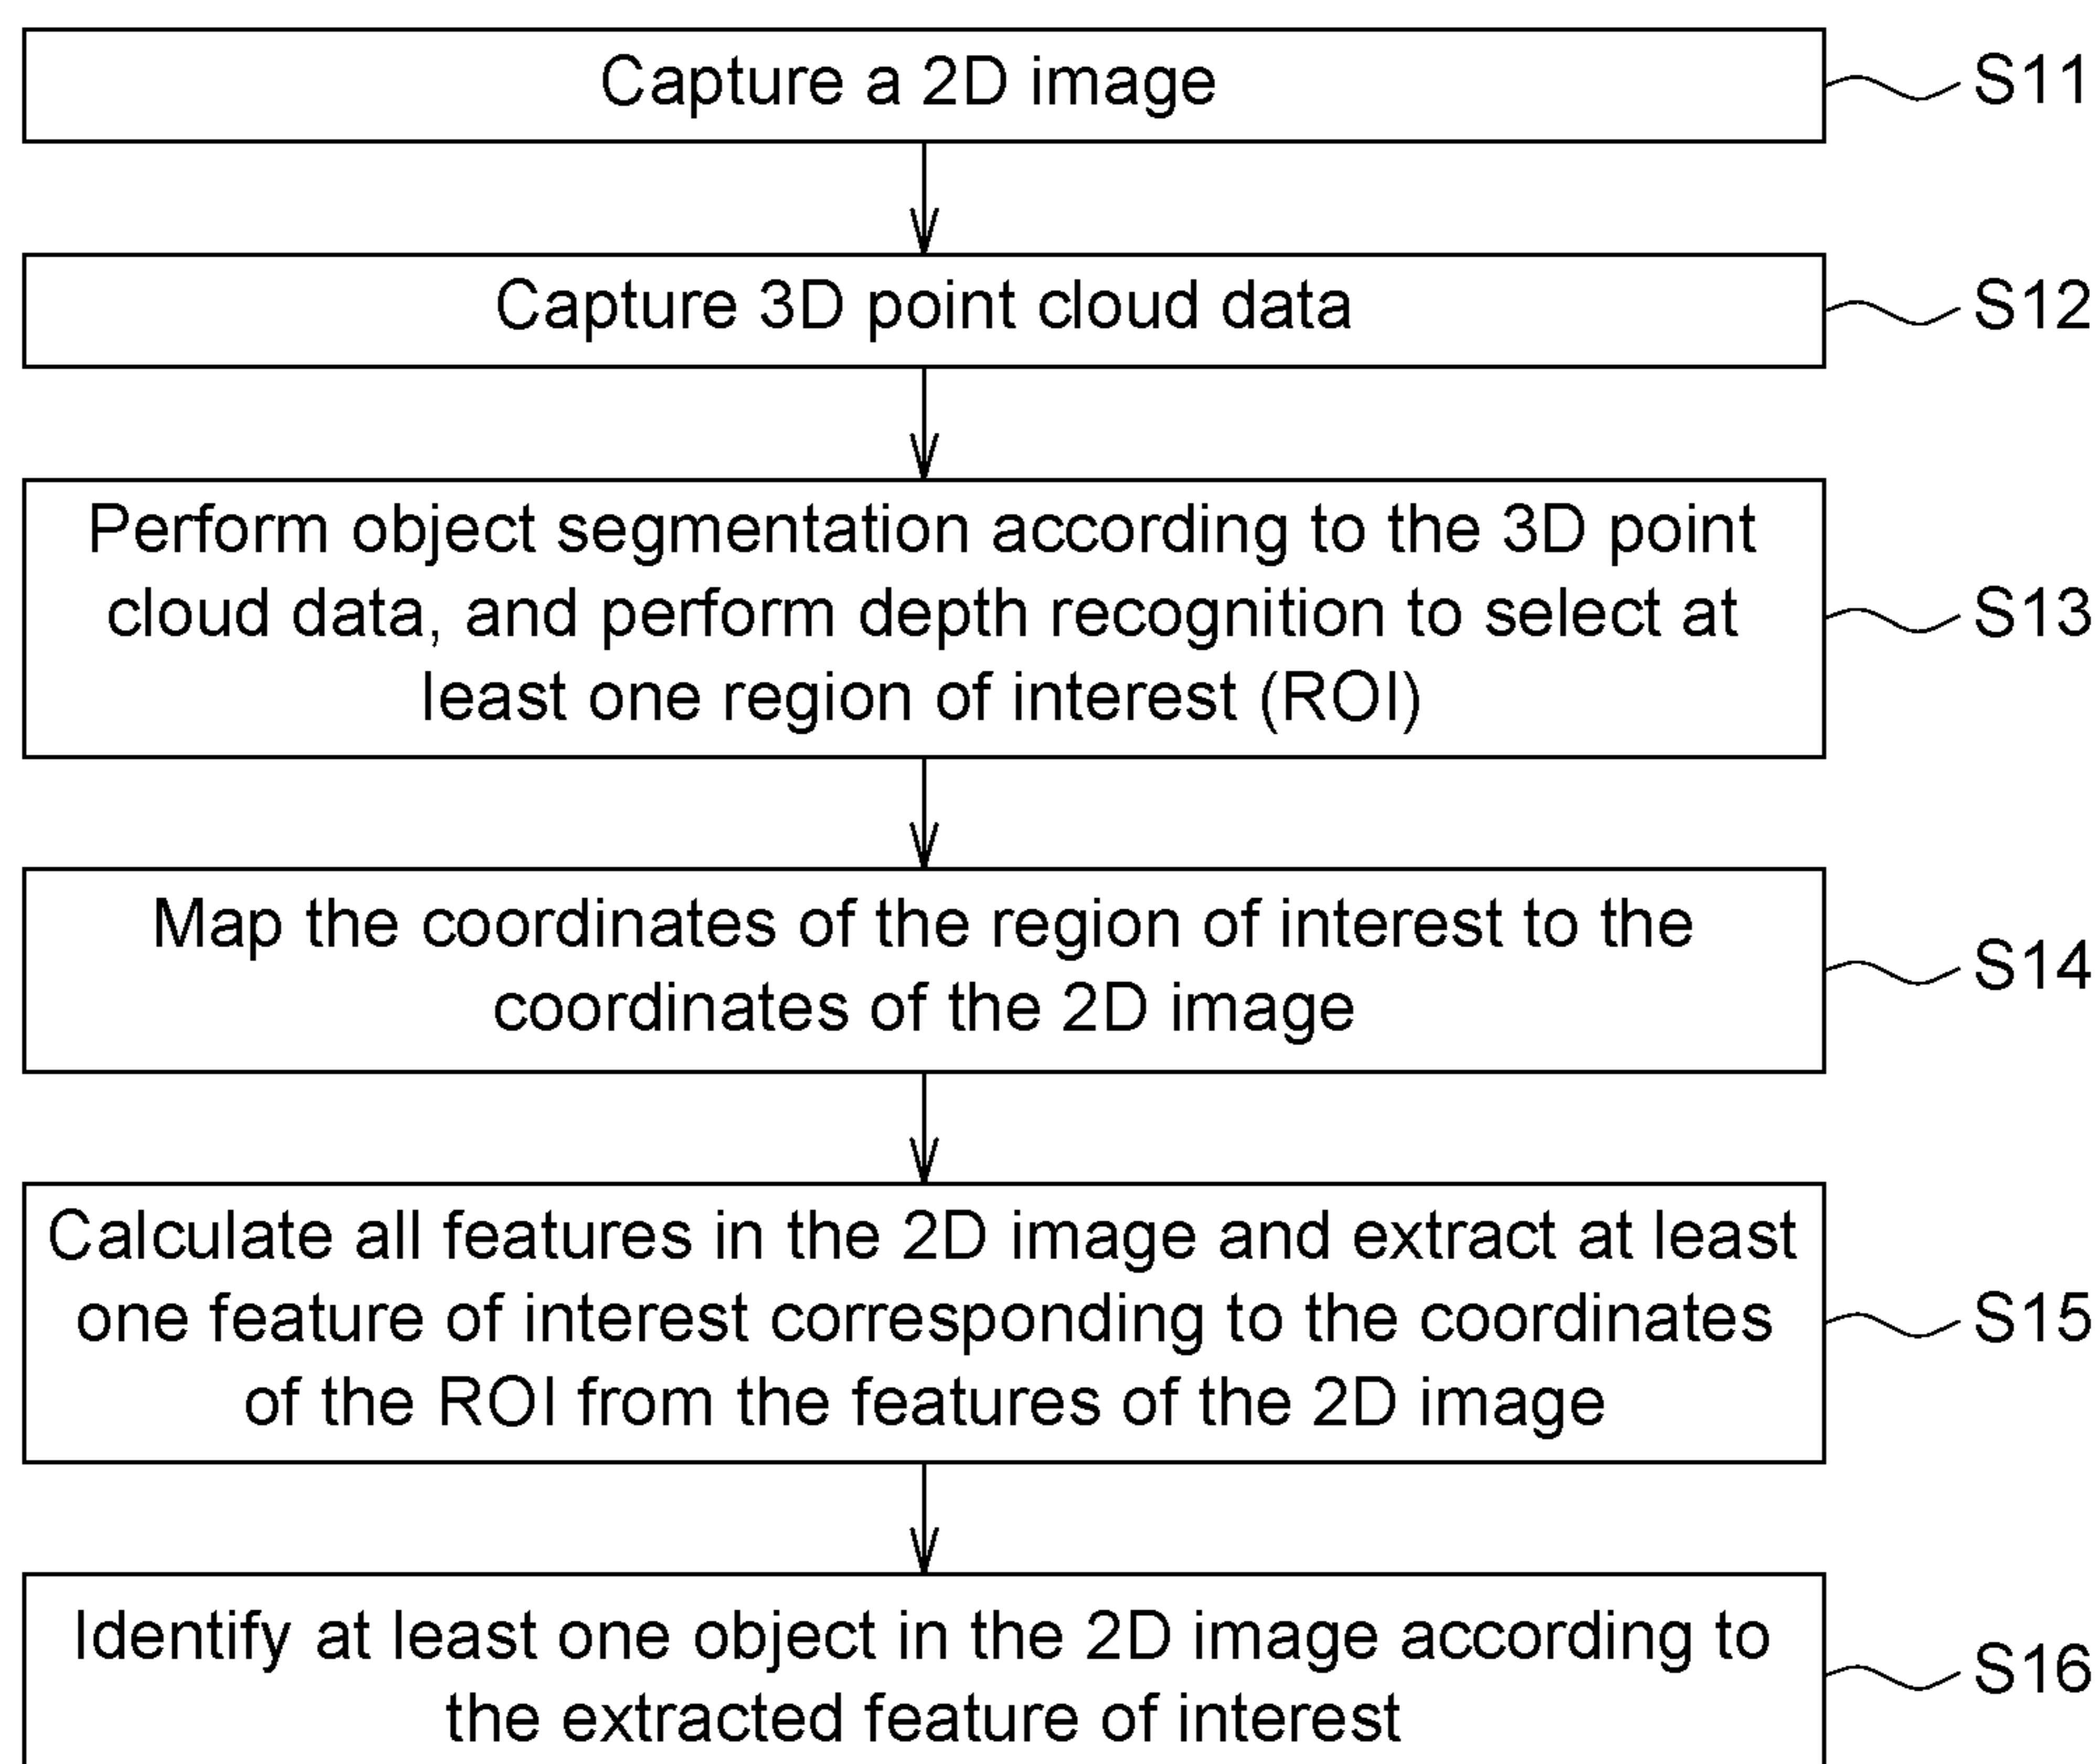 Capture a 2D image
S11
Capture 3D point cloud data
S12
Perform object segmentation according to the 3D point
cloud data, and perform depth recognition to select at
least one region of interest (ROI)
S13
Map the coordinates of the region of interest to the
coordinates of the 2D image
S14
Calculate all features in the 2D image and extract at least
one feature of interest corresponding to the coordinates
of the ROI from the features of the 2D image
S15
Identify at least one object in the 2D image according to
the extracted feature of interest
S16